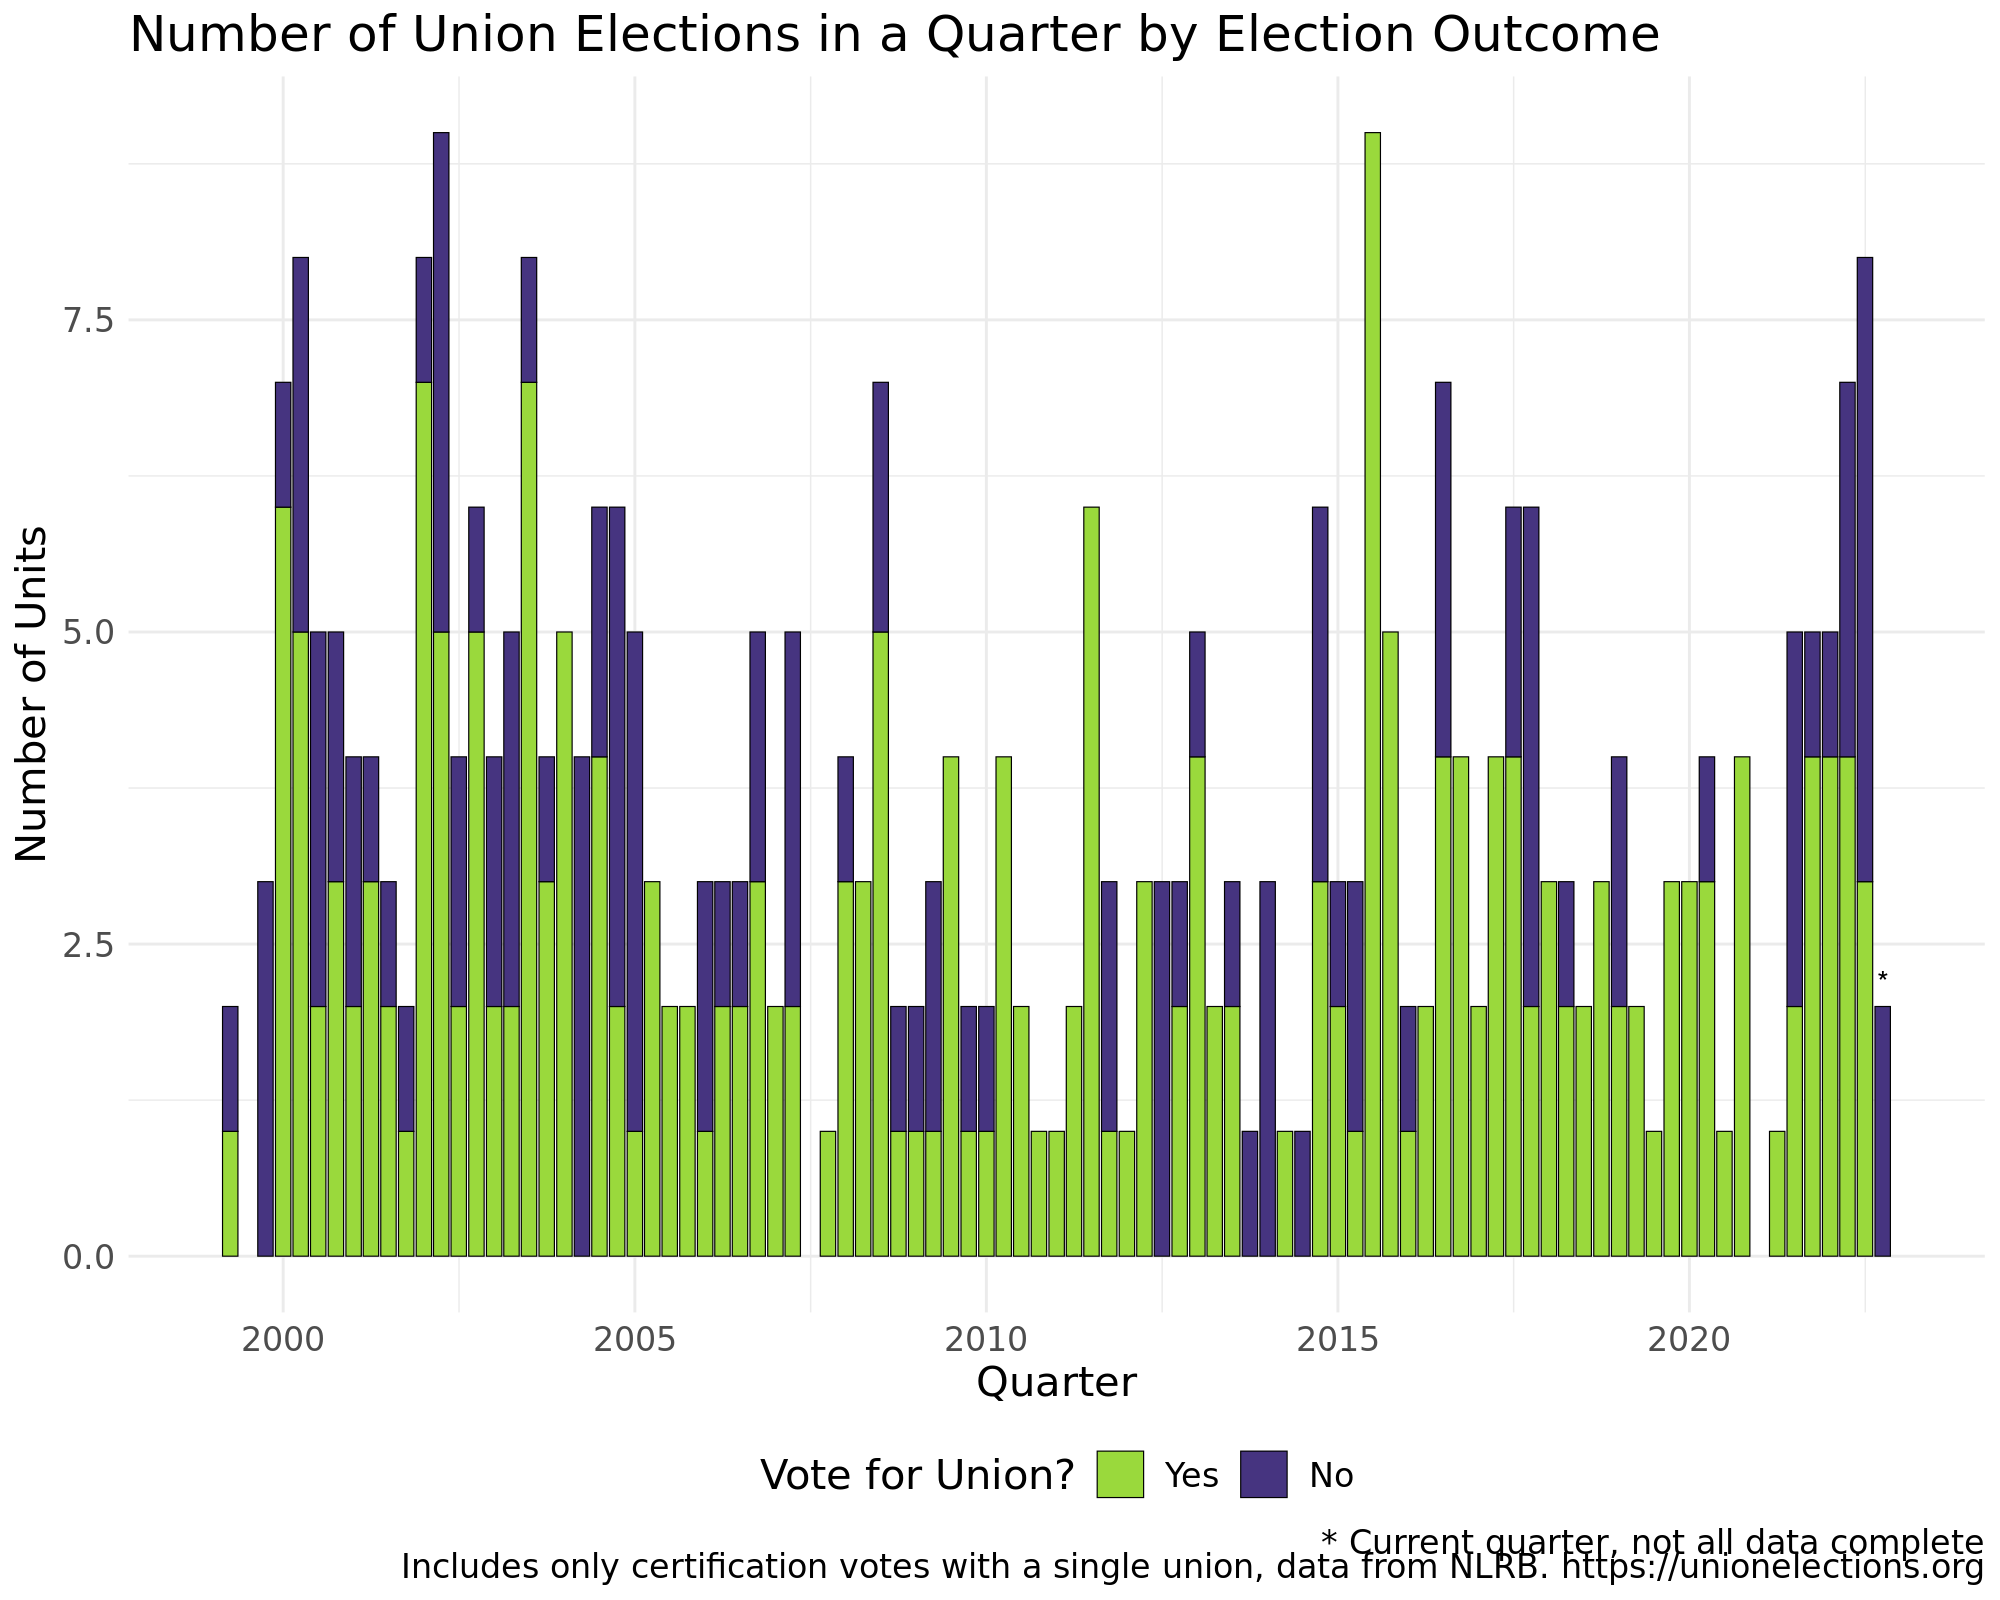 Number of Union Elections in a Quarter by Election Outcome
Number of Units
7.5
5.0
2.5
0.0
*
2000 2005 2010 2015 2020
Quarter
Vote for Union? Yes No
* Current quarter, not all data complete
Includes only certification votes with a single union, data from NLRB. https://unionelections.org